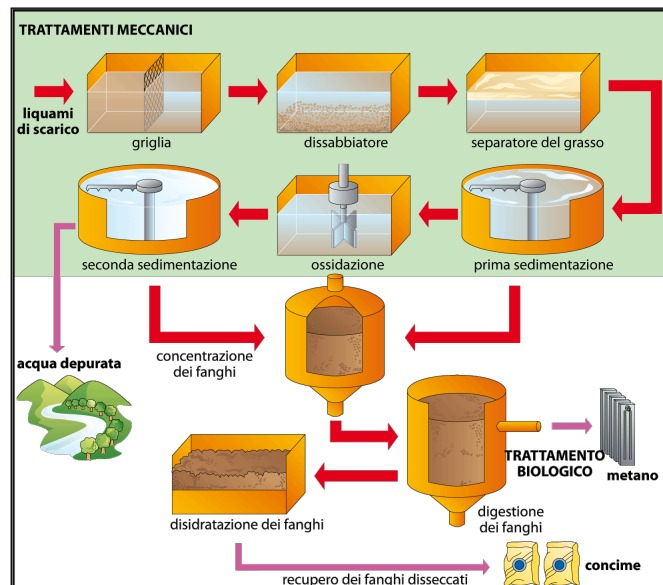 TRATTAMENTI MECCANICI
liquami
di scarico
griglia
dissabbiatore
separatore del grasso
seconda sedimentazione
ossidazione
prima sedimentazione
concentrazione
dei fanghi
acqua depurata
TRATTAMENTO
BIOLOGICO
metano
digestione
dei fanghi
disidratazione dei fanghi
recupero dei fanghi disseccati
concime